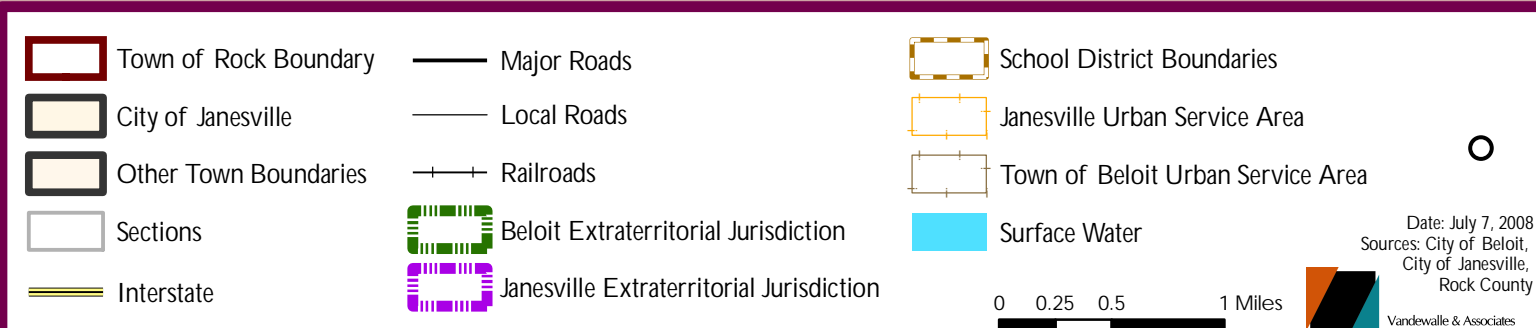 Town of Rock Boundary
City of Janesville
Other Town Boundaries
Sections
Interstate
Major Roads
Local Roads
Railroads
Beloit Extraterritorial Jurisdiction
Janesville Extraterritorial Jurisdiction
School District Boundaries
Janesville Urban Service Area
Town of Beloit Urban Service Area
Surface Water
0 0.25 0.5 1 Miles
Date: July 7, 2008
Sources: City of Beloit,
City of Janesville,
Rock County
Vandewalle & Associates